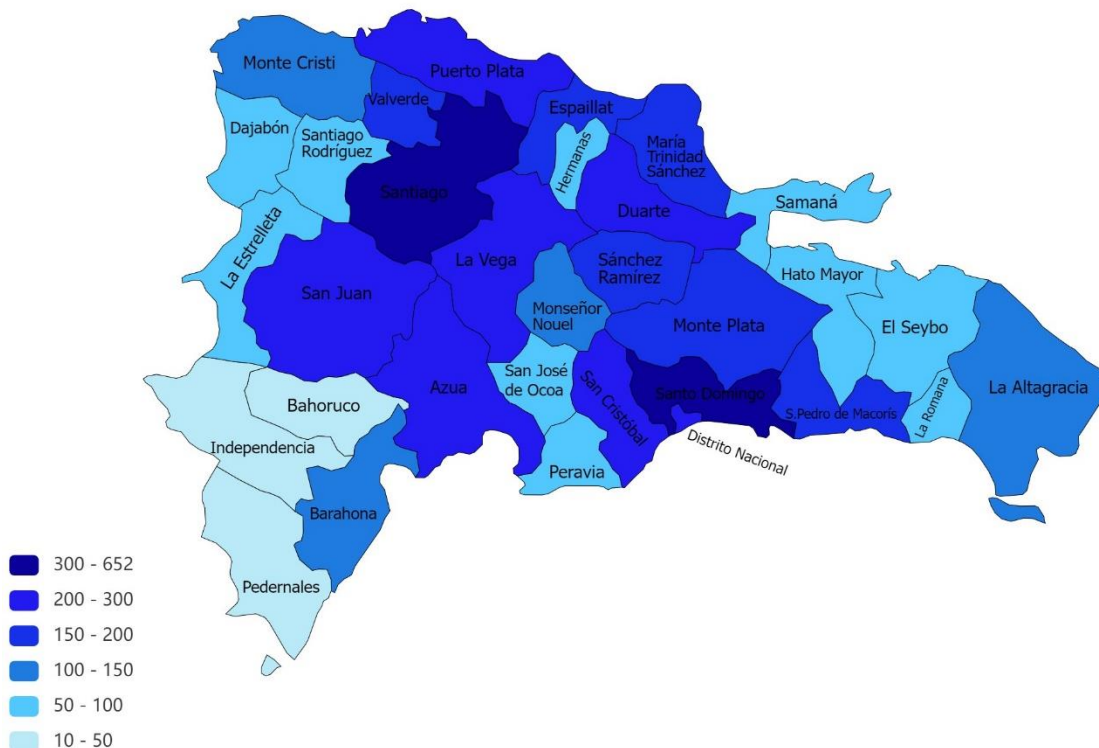 Monte Cristi
Puerto Plata
Valverde
Espaillat
Dajabón
Santiago
Rodríguez
María
Trinidad
Sánchez
Hermanas
Santiago
Samaná
Duarte
La Estrelleta
La Vega
Sánchez
Ramírez
Hato Mayor
San Juan
Monseñor
Nouel
Monte Plata
El Seybo
San José
de Ocoa
Azua
San Cristóbal
Santo Domingo
La Altagracia
La Romana
Bahoruco
S.Pedro de Macorís
Independencia
Distrito Nacional
Peravia
Barahona
Pedernales
300 - 652
200 - 300
150 - 200
100 - 150
50 - 100
10 - 50